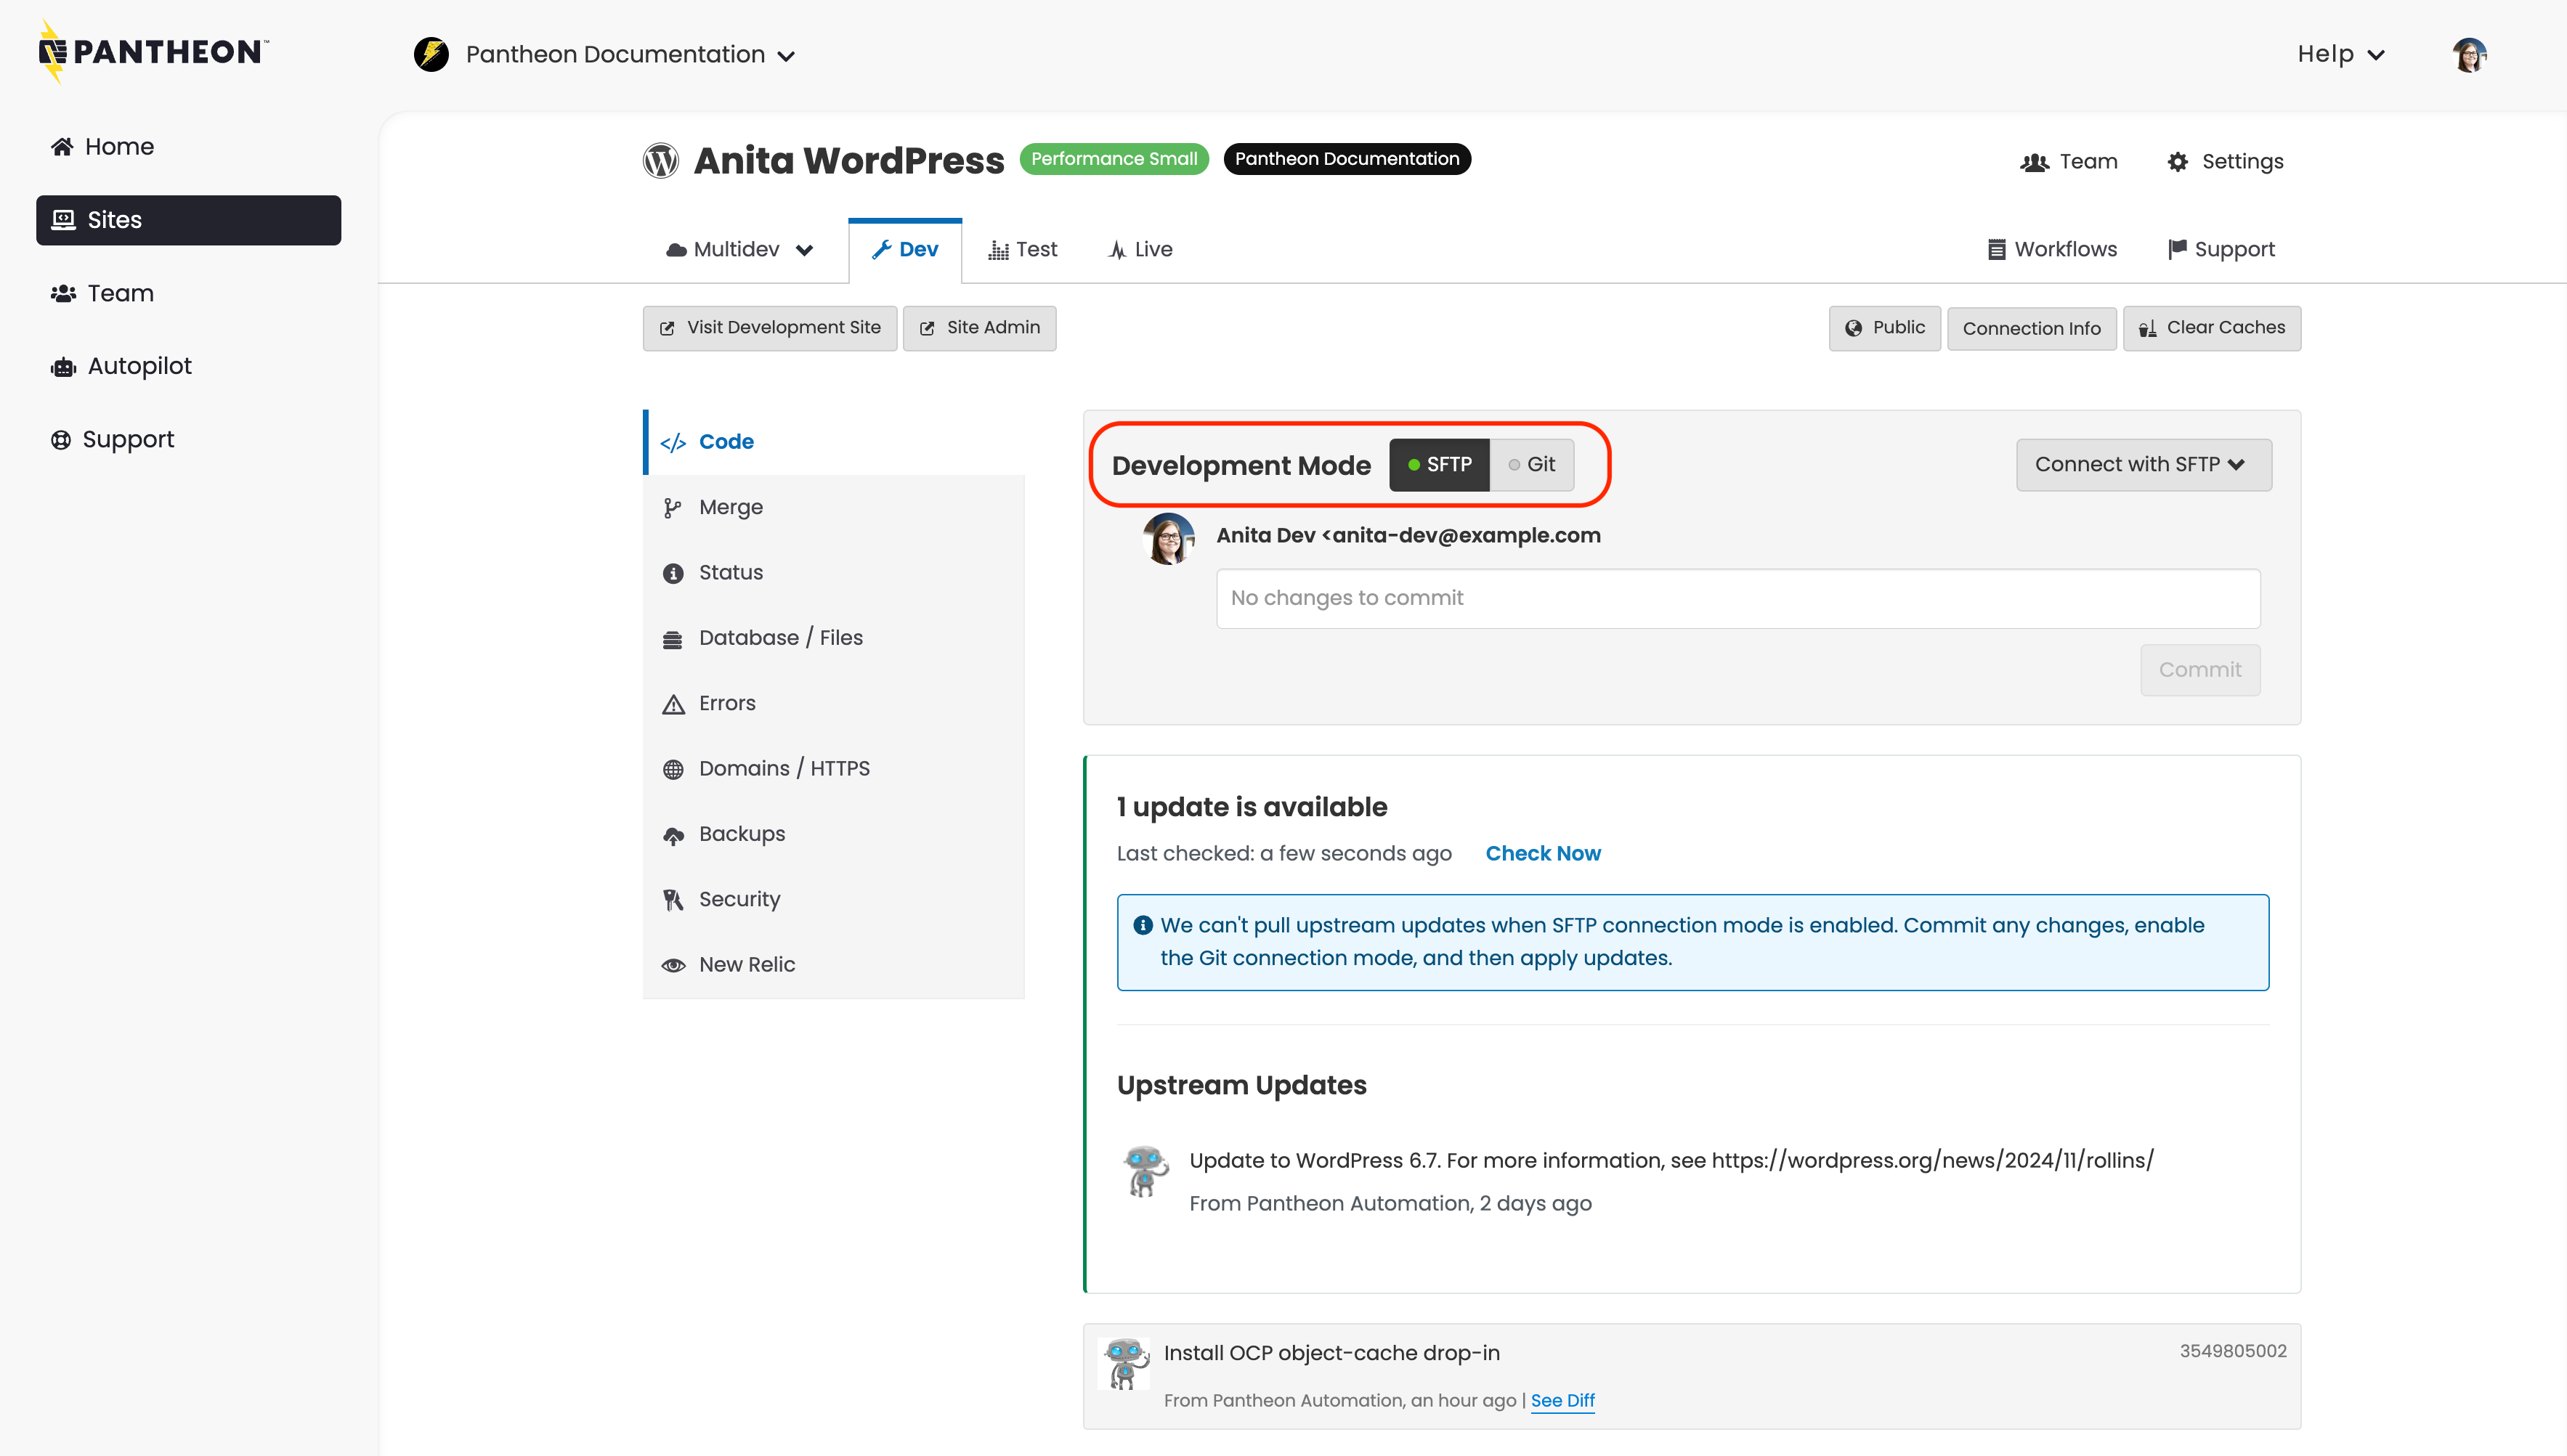 PANTHEON™
Pantheon Documentation
Help
Home
Sites
Team
Autopilot
Support
Anita WordPress
Performance Small
Pantheon Documentation
Team
Settings
Multidev
Dev
Test
Live
Workflows
Support
Visit Development Site
Site Admin
Public
Connection Info
Clear Caches
Code
Merge
Status
Database / Files
Errors
Domains / HTTPS
Backups
Security
New Relic
Development Mode
SFTP
Git
Connect with SFTP
Anita Dev <anita-dev@example.com
No changes to commit
Commit
1 update is available
Last checked: a few seconds ago
Check Now
We can't pull upstream updates when SFTP connection mode is enabled. Commit any changes, enable
the Git connection mode, and then apply updates.
Upstream Updates
Update to WordPress 6.7. For more information, see https://wordpress.org/news/2024/11/rollins/
From Pantheon Automation, 2 days ago
Install OCP object-cache drop-in
3549805002
From Pantheon Automation, an hour ago | See Diff